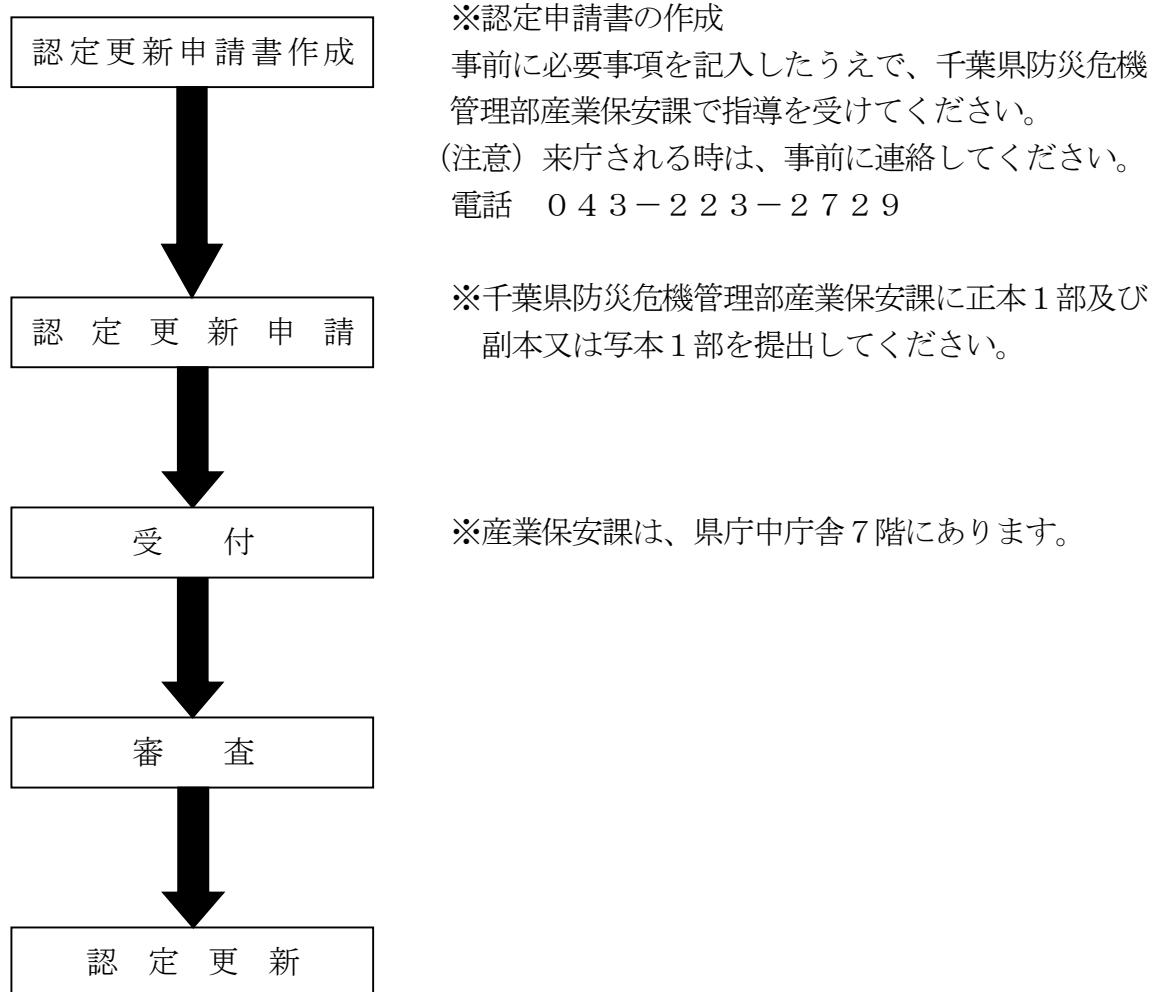 認定更新申請書作成
※認定申請書の作成
事前に必要事項を記入したうえで、千葉県防災危機
管理部産業保安課で指導を受けてください。
(注意)来庁される時は、事前に連絡してください。
電話 043-223-2729
認定更新申請
※千葉県防災危機管理部産業保安課に正本1部及び
副本又は写本1部を提出してください。
受付
※産業保安課は、県庁中庁舎7階にあります。
審査
認定更新